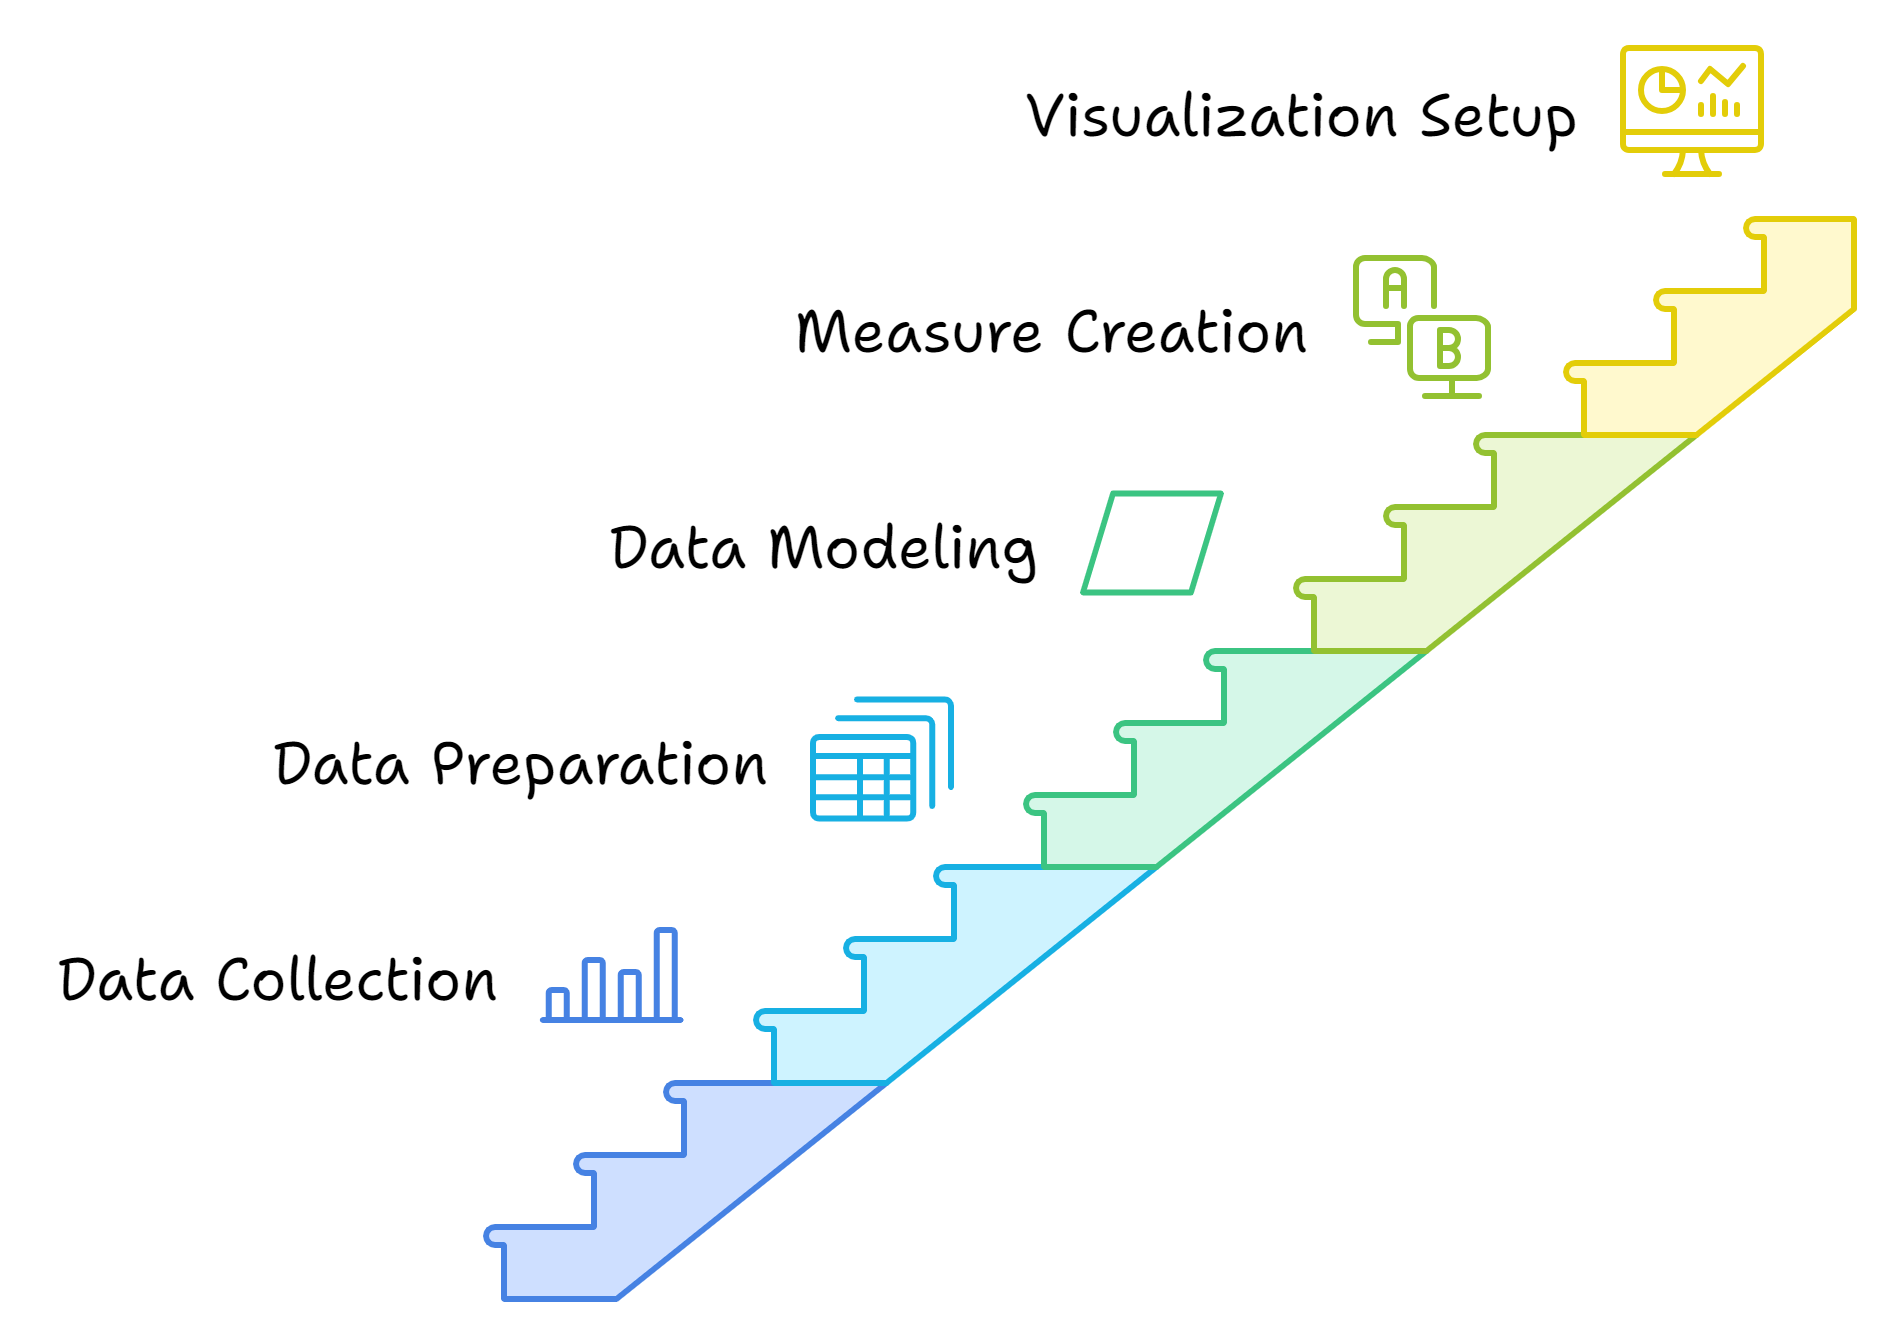 Visualization Setup
A
Measure Creation
B
Data Modeling
Data Preparation
Data Collection